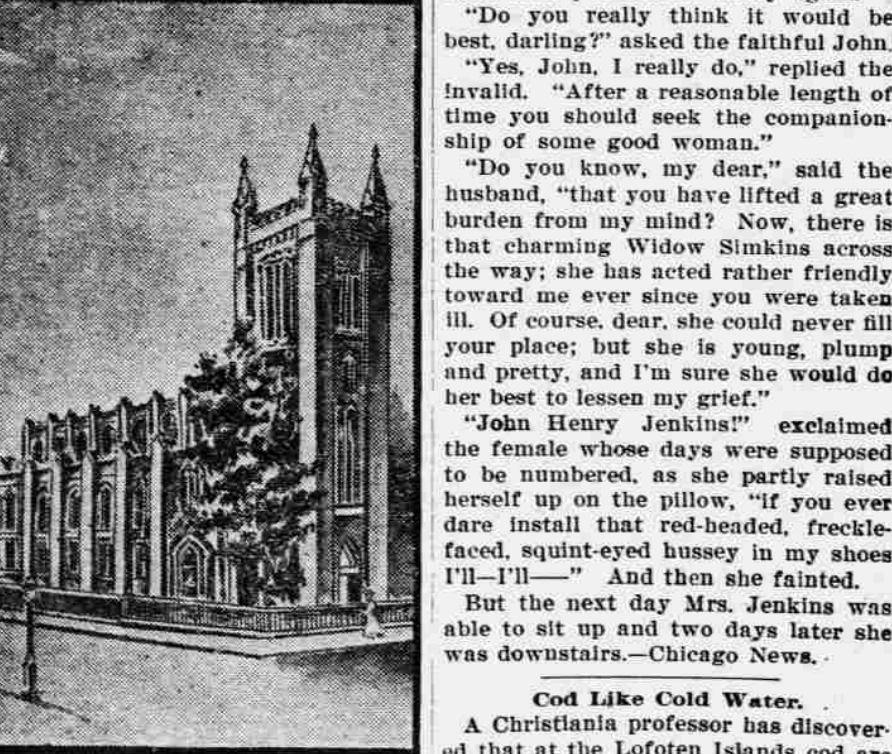 "Do you really think it would be
best, darling?" asked the faithful John.
"Yes, John, I really do," replied the
invalid. "After a reasonable length of
time you should seek the companion-
ship of some good woman."
"Do you know, my dear," said the
husband, "that you have lifted a great
burden from my mind? Now, there is
that charming Widow Simkins across
the way; she has acted rather friendly
toward me ever since you were taken
ill. Of course, dear, she could never fill
your place; but she is young, plump
and pretty, and I'm sure she would do
her best to lessen my grief."
"John Henry Jenkins!" exclaimed
the female whose days were supposed
to be numbered, as she partly raised
herself up on the pillow, "if you ever
dare install that red-headed, freckle-
faced, squint-eyed hussey in my shoes
I'll—I'll——" And then she fainted.
But the next day Mrs. Jenkins was
able to sit up and two days later she
was downstairs.—Chicago News.
Cod Like Cold Water.
A Christiania professor has discover-
ed that at the Lofoten Islands cod are